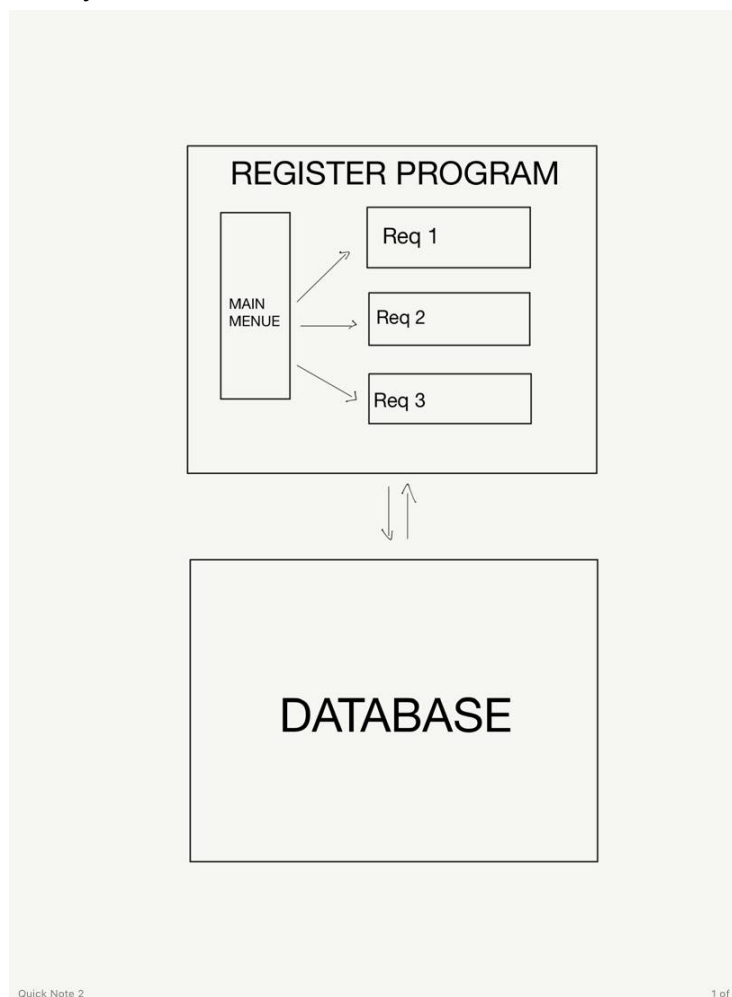 REGISTER PROGRAM
MAIN
MENUE
Req 1
Req 2
Req 3
DATABASE
Quick Note 2
1 of